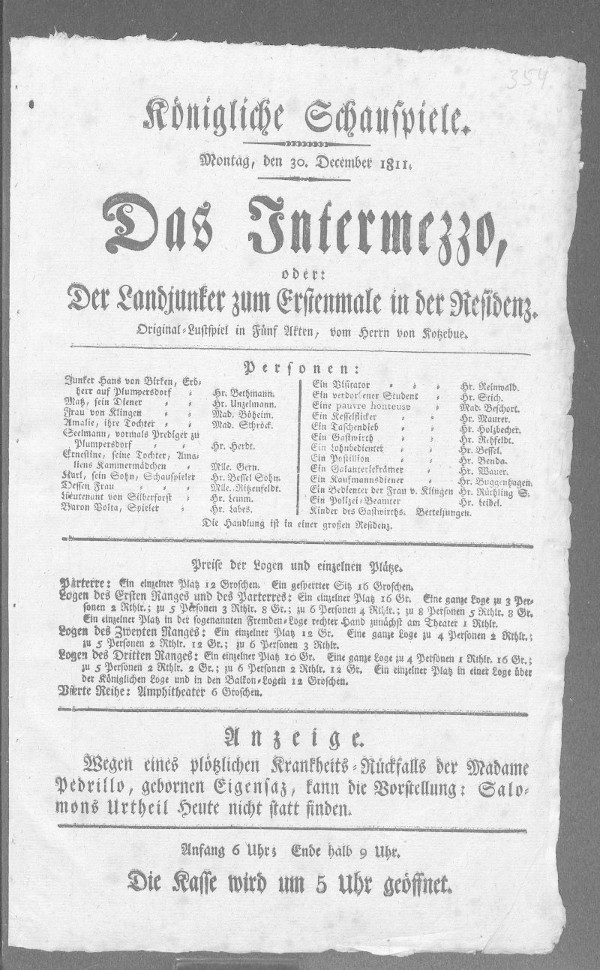 354
Königliche Schauspiele.
Montag, den 30. December 1811.
Das Intermezzo,
oder:
Der Landjunker zum Erstenmale in der Residenz.
Original-Lustspiel in Fünf Akten, vom Herrn von Kotzebue.
Personen:
Junker Hans von Birken, Erb-
herr auf Plumpersdorf Hr. Bethmann.
Matz, sein Diener Hr. Unzelmann.
Frau von Klingen Mad. Böheim.
Amalie, ihre Tochter Mad. Schröck.
Seelmann, vormals Prediger zu
Plumpersdorf Hr. Herdt.
Ernestine, seine Tochter, Ama-
liens Kammermädchen Mlle. Gern.
Karl, sein Sohn, Schauspieler Hr. Bessel Sohn.
Dessen Frau Mlle. Ritzenfeldt.
Lieutenant von Silberforst Hr. Lemm.
Baron Volta, Spieler Hr. Labes.
Ein Visitator Hr. Reinwald.
Ein verdorbener Student Hr. Stich.
Eine pauvre honteuse Mad. Beschort.
Ein Kesselflicker Hr. Maurer.
Ein Taschendieb Hr. Holzbecher.
Ein Gastwirth Hr. Rehfeldt.
Ein Lohnbedienter Hr. Bessel.
Ein Postillion Hr. Benda.
Ein Galanteriekrämer Hr. Wauer.
Ein Kaufmannsdiener Hr. Buggenhagen.
Ein Bedienter der Frau v. Klingen Hr. Rüthling S.
Ein Polizei-Beamter Hr. Leidel.
Kinder des Gastwirths. Betteljungen.
Die Handlung ist in einer großen Residenz.
Preise der Logen und einzelnen Plätze.
Parterre: Ein einzelner Platz 12 Groschen. Ein gesperrter Sitz 16 Groschen.
Logen des Ersten Ranges und des Parterres: Ein einzelner Platz 16 Gr. Eine ganze Loge zu 3 Per-
sonen 2 Rthlr.; zu 5 Personen 3 Rthlr. 8 Gr.; zu 6 Personen 4 Rthlr.; zu 8 Personen 5 Rthlr. 8 Gr.
Ein einzelner Platz in der sogenannten Fremden-Loge rechter Hand zunächst am Theater 1 Rthlr.
Logen des Zweyten Ranges: Ein einzelner Platz 12 Gr. Eine ganze Loge zu 4 Personen 2 Rthlr.;
zu 5 Personen 2 Rthlr. 12 Gr.; zu 6 Personen 3 Rthlr.
Logen des Dritten Ranges: Ein einzelner Platz 10 Gr. Eine ganze Loge zu 4 Personen 1 Rthlr. 16 Gr.;
zu 5 Personen 2 Rthlr. 2 Gr.; zu 6 Personen 2 Rthlr. 12 Gr. Ein einzelner Platz in einer Loge über
der Königlichen Loge und in den Balkon-Logen 12 Groschen.
Vierte Reihe: Amphitheater 6 Groschen.
Anzeige.
Wegen eines plötzlichen Krankheits-Rückfalls der Madame
Pedrillo, gebornen Eigensaz, kann die Vorstellung: Salo-
mons Urtheil Heute nicht statt finden.
Anfang 6 Uhr; Ende halb 9 Uhr.
Die Kasse wird um 5 Uhr geöffnet.